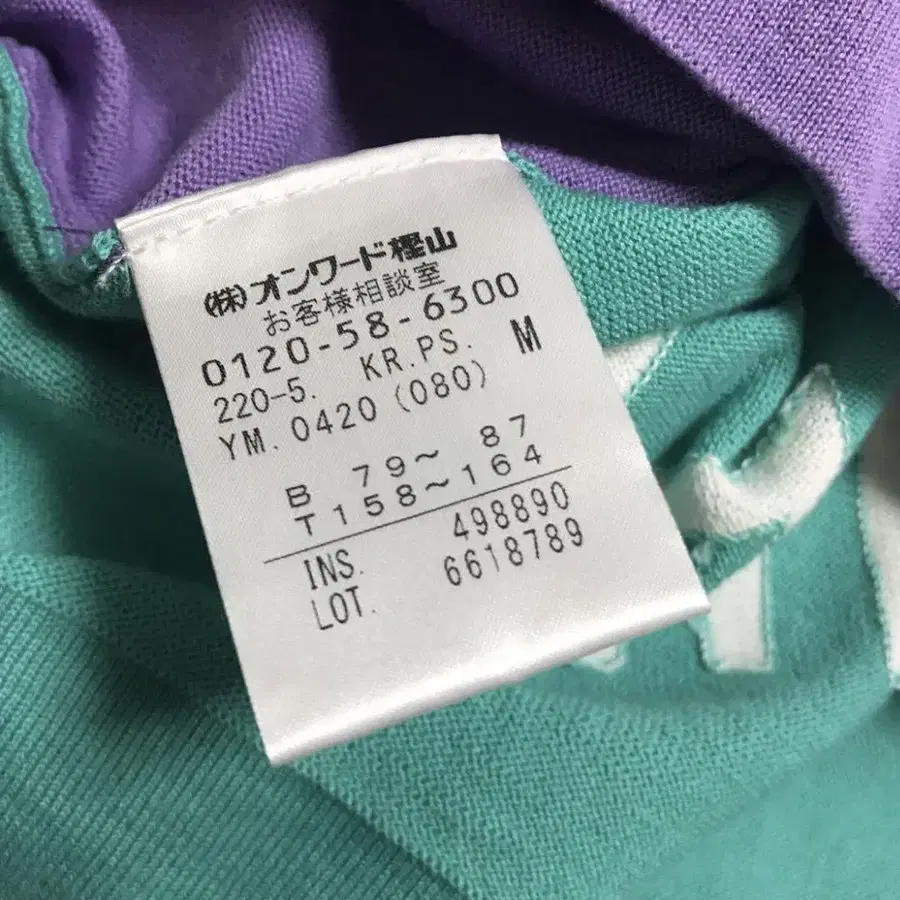 (株)オンワード樫山
お客様相談室
0120-58-6300
220-5. KR.PS. M
YM. 0420 (080)
B 79〜 87
T 158〜164
INS. 498890
LOT. 6618789